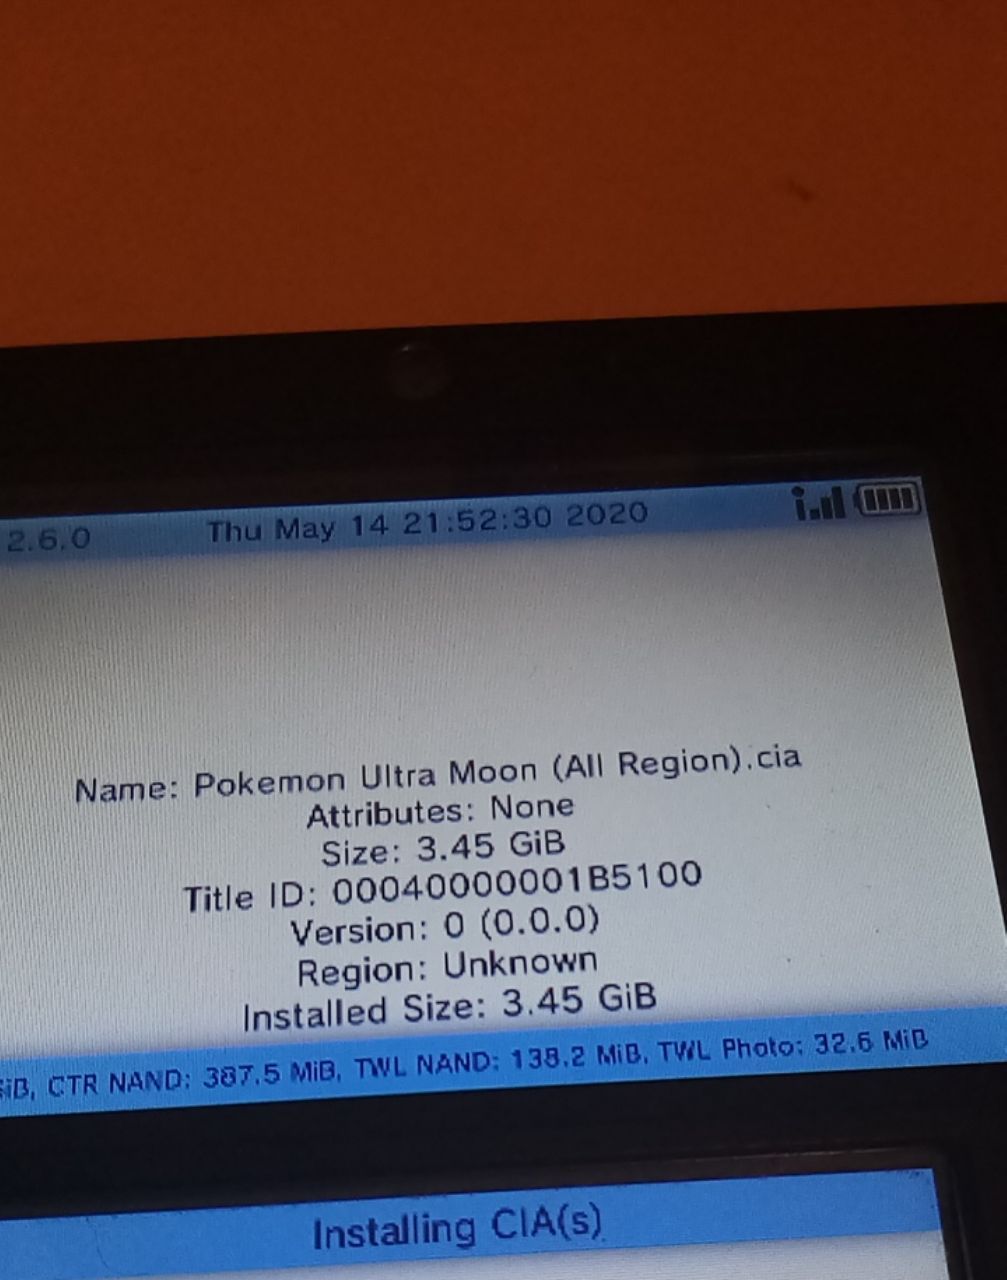 2.6.0 Thu May 14 21:52:30 2020
Name: Pokemon Ultra Moon (All Region).cia
Attributes: None
Size: 3.45 GiB
Title ID: 00040000001B5100
Version: 0 (0.0.0)
Region: Unknown
Installed Size: 3.45 GiB
iB, CTR NAND: 387.5 MiB, TWL NAND: 138.2 MiB, TWL Photo: 32.6 MiB
Installing CIA(s)